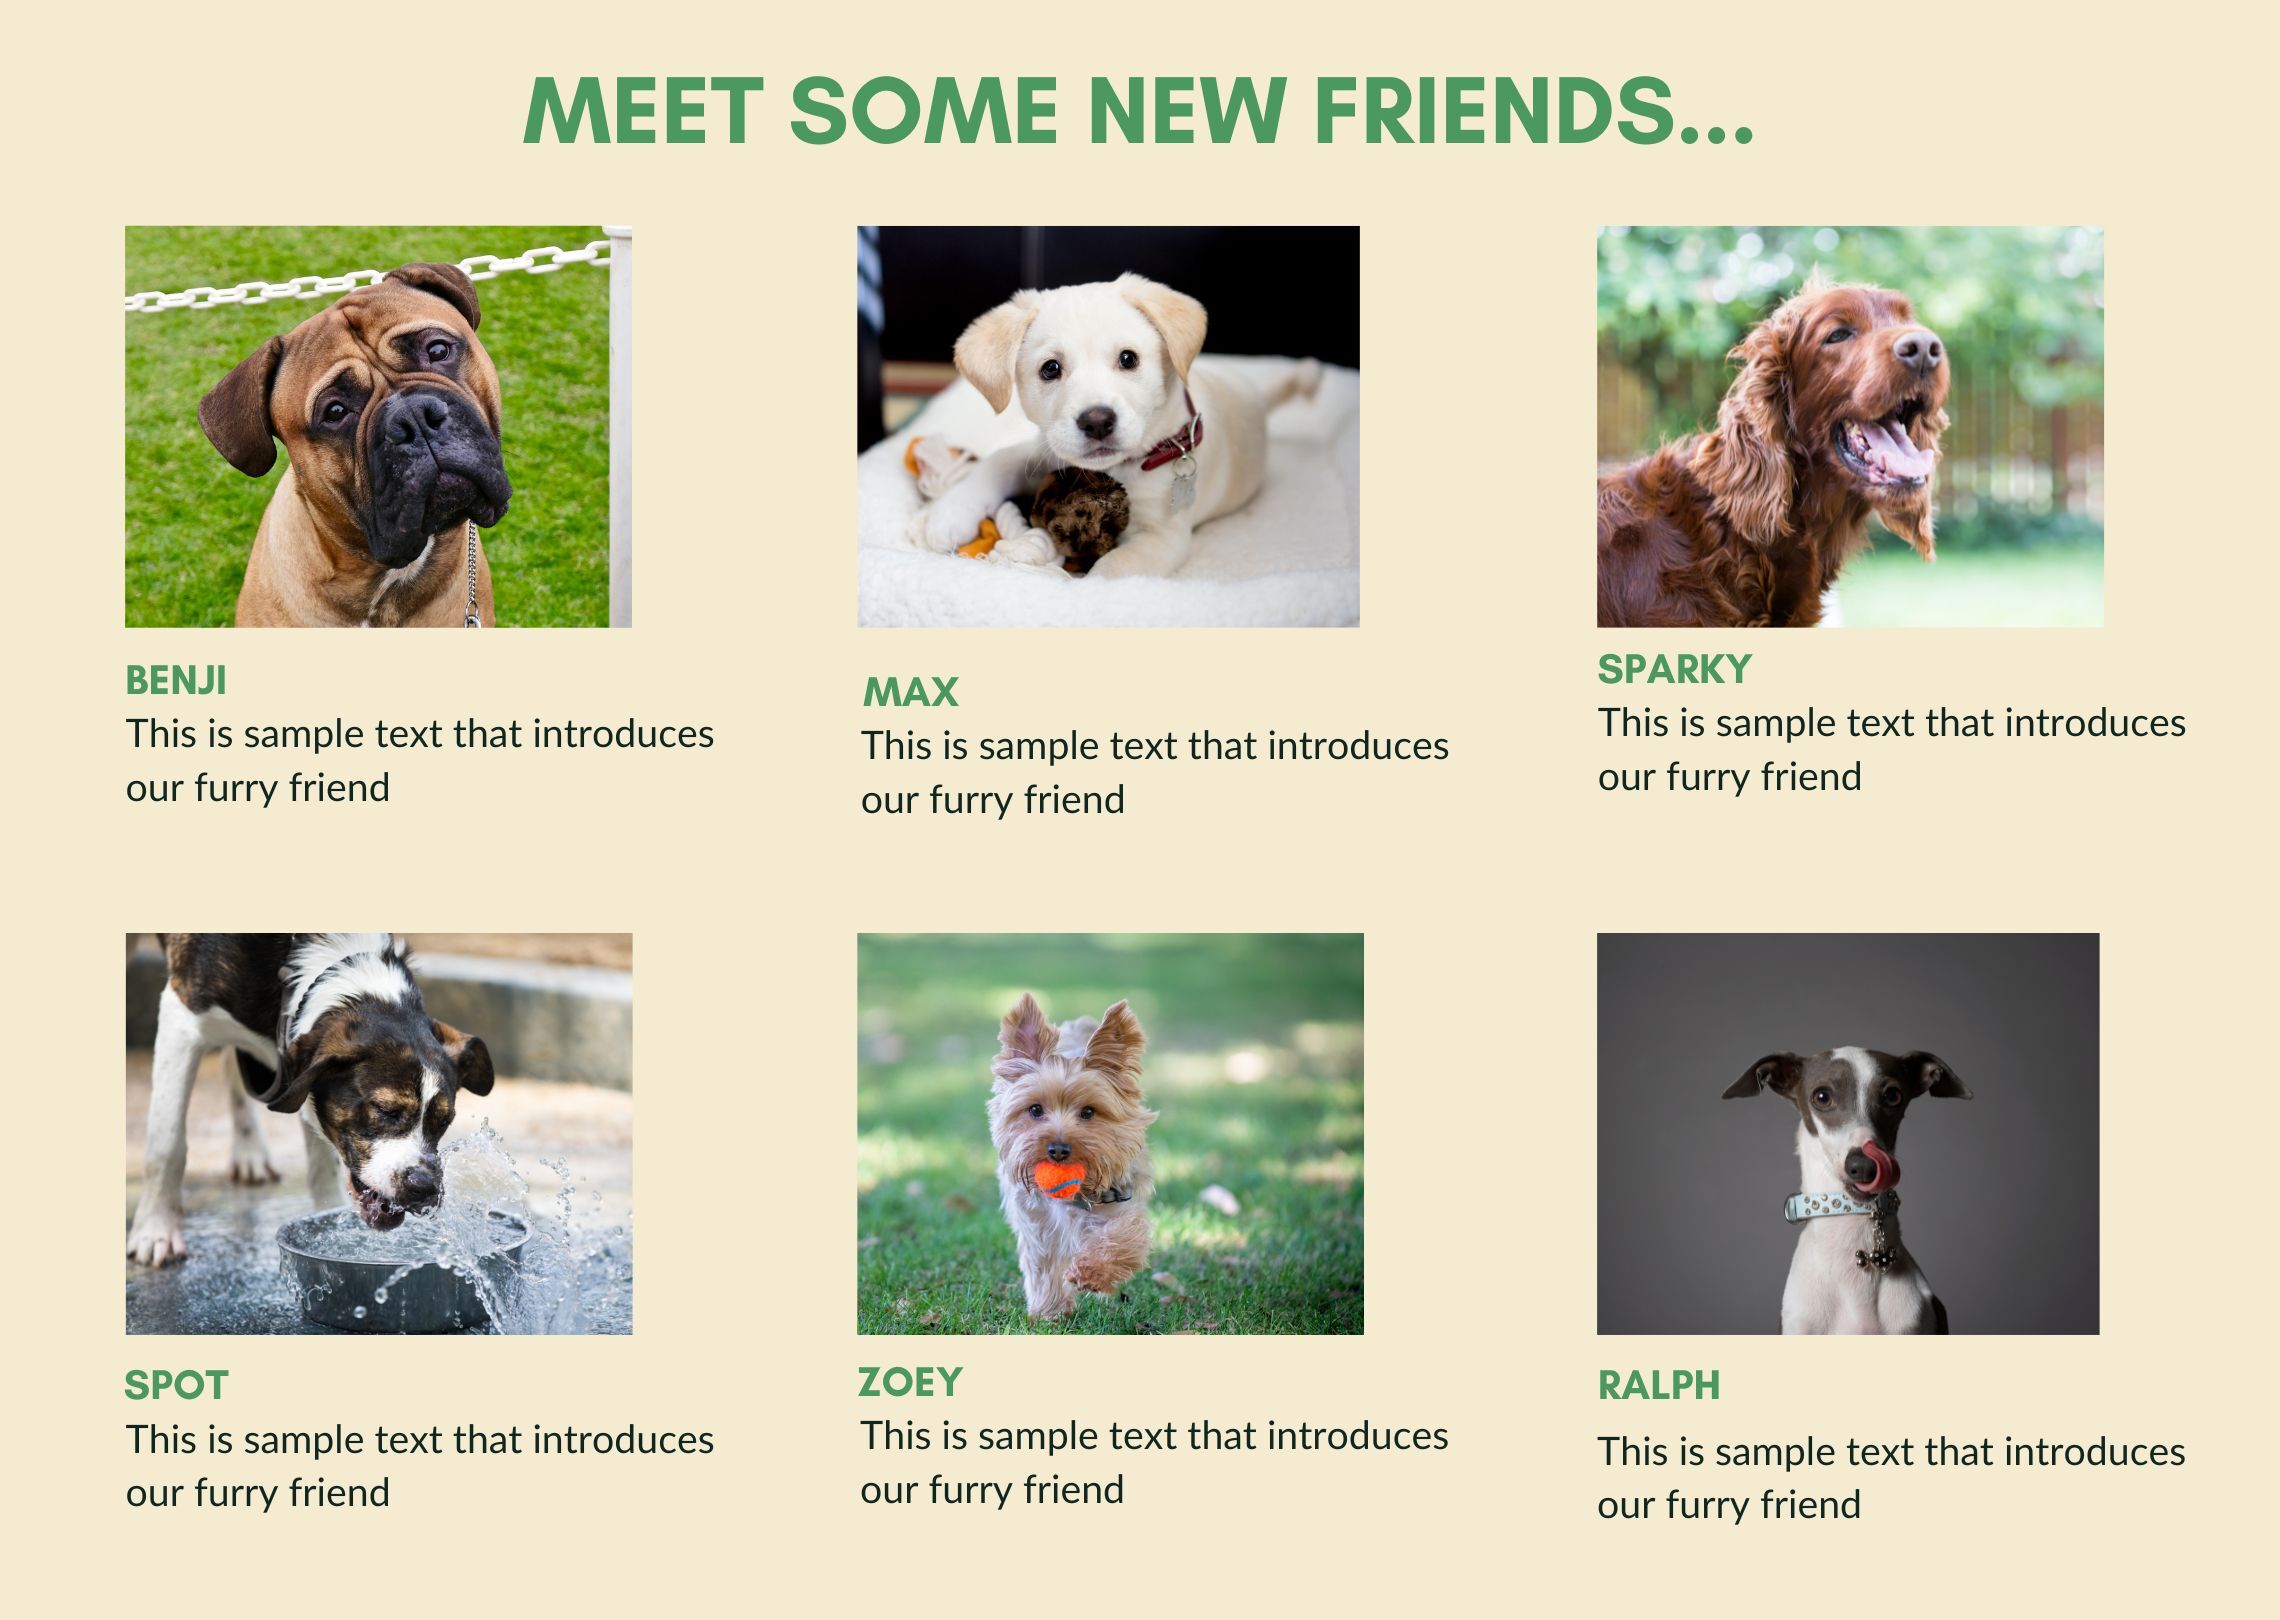 MEET SOME NEW FRIENDS...
BENJI
This is sample text that introduces
our furry friend
MAX
This is sample text that introduces
our furry friend
SPARKY
This is sample text that introduces
our furry friend
SPOT
This is sample text that introduces
our furry friend
ZOEY
This is sample text that introduces
our furry friend
RALPH
This is sample text that introduces
our furry friend